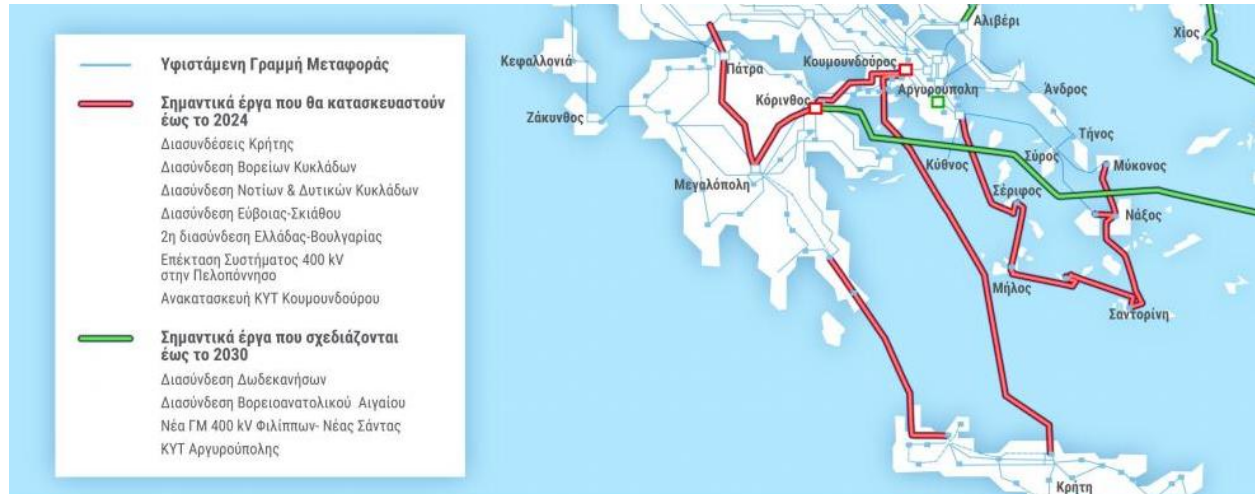 Υφιστάμενη Γραμμή Μεταφοράς
Σημαντικά έργα που θα κατασκευαστούν
έως το 2024
Διασυνδέσεις Κρήτης
Διασύνδεση Βορείων Κυκλάδων
Διασύνδεση Νοτίων & Δυτικών Κυκλάδων
Διασύνδεση Εύβοιας-Σκιάθου
2η διασύνδεση Ελλάδας-Βουλγαρίας
Επέκταση Συστήματος 400 kV
στην Πελοπόννησο
Ανακατασκευή ΚΥΤ Κουμουνδούρου
Σημαντικά έργα που σχεδιάζονται
έως το 2030
Διασύνδεση Δωδεκανήσων
Διασύνδεση Βορειοανατολικού Αιγαίου
Νέα ΓΜ 400 kV Φιλίππων- Νέας Σάντας
ΚΥΤ Αργυρούπολης
Αλιβέρι
Χίος
Κεφαλλονιά
Πάτρα
Κουμουνδούρος
Αργυρούπολη
Άνδρος
Κόρινθος
Ζάκυνθος
Τήνος
Κύθνος
Σύρος
Μύκονος
Μεγαλόπολη
Σέριφος
Νάξος
Μήλος
Σαντορίνη
Κρήτη